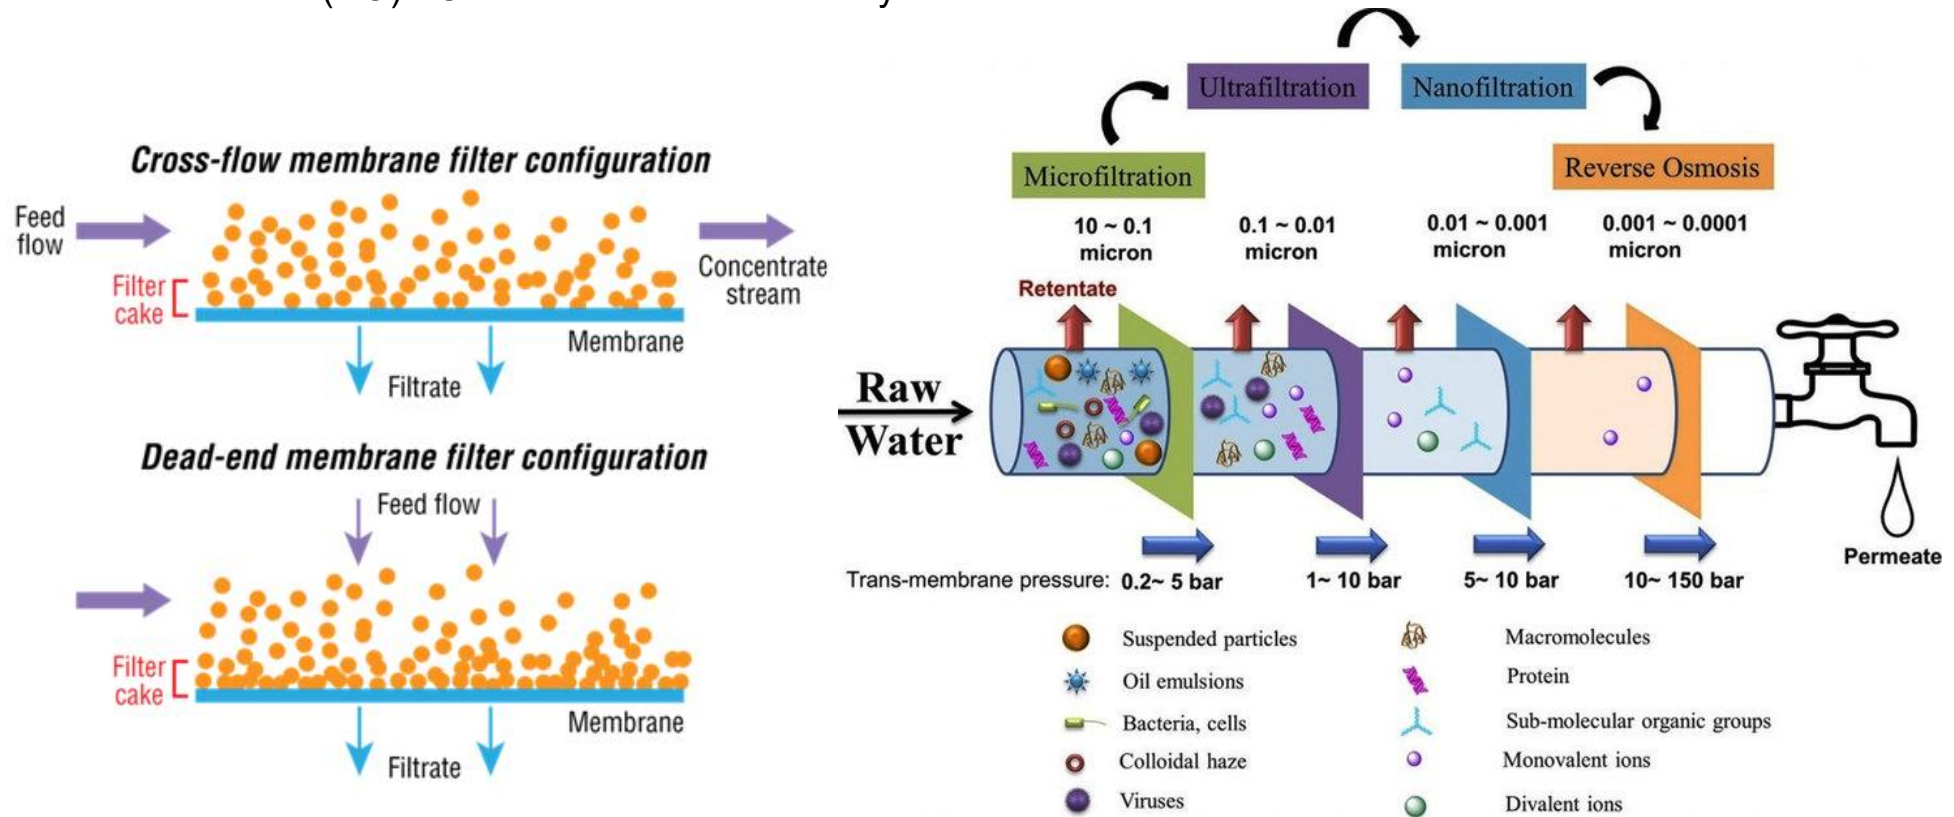 Cross-flow membrane filter configuration
Feed
flow
Filter
cake
Concentrate
stream
Membrane
Filtrate
Dead-end membrane filter configuration
Feed flow
Filter
cake
Membrane
Filtrate
Ultrafiltration
Nanofiltration
Microfiltration
Reverse Osmosis
10 ~ 0.1
micron
0.1 ~ 0.01
micron
0.01 ~ 0.001
micron
0.001 ~ 0.0001
micron
Retentate
Raw
Water
Permeate
Trans-membrane pressure: 0.2~ 5 bar
1~ 10 bar
5~ 10 bar
10~ 150 bar
Suspended particles
Oil emulsions
Bacteria, cells
Colloidal haze
Viruses
Macromolecules
Protein
Sub-molecular organic groups
Monovalent ions
Divalent ions